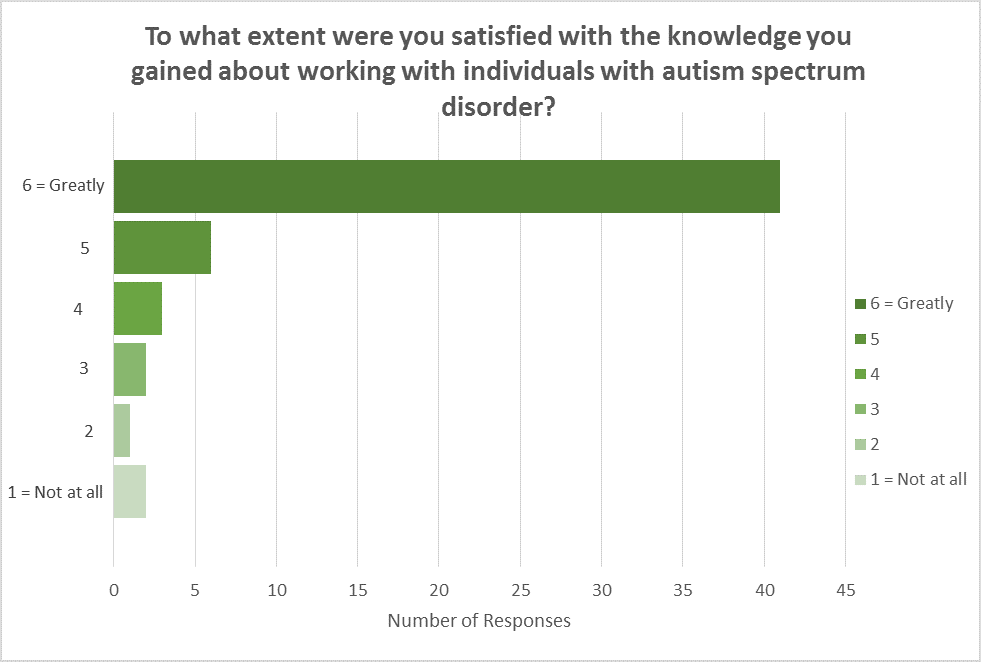 To what extent were you satisfied with the knowledge you
gained about working with individuals with autism spectrum
disorder?
6 = Greatly
5
4
3
2
1 = Not at all
0 5 10 15 20 25 30 35 40 45
Number of Responses
6 = Greatly
5
4
3
2
1 = Not at all